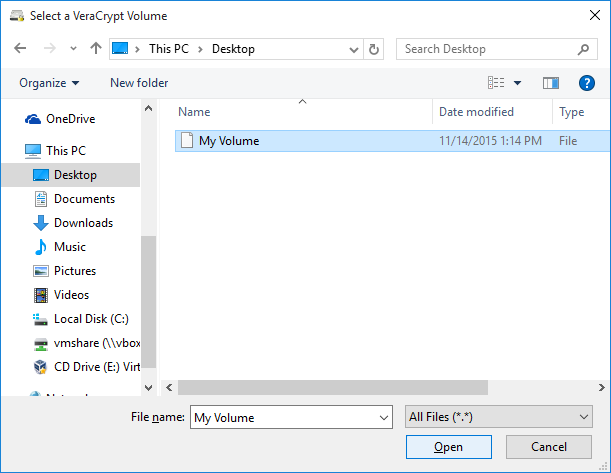 Select a VeraCrypt Volume
This PC > Desktop
Search Desktop
Organize
New folder
?
Name
Date modified
Type
OneDrive
This PC
Desktop
Documents
Downloads
Music
Pictures
Videos
Local Disk (C:)
vmshare (\\vbox
CD Drive (E:) Virt
My Volume
11/14/2015 1:14 PM
File
File name:
My Volume
All Files (*.*)
Open
Cancel